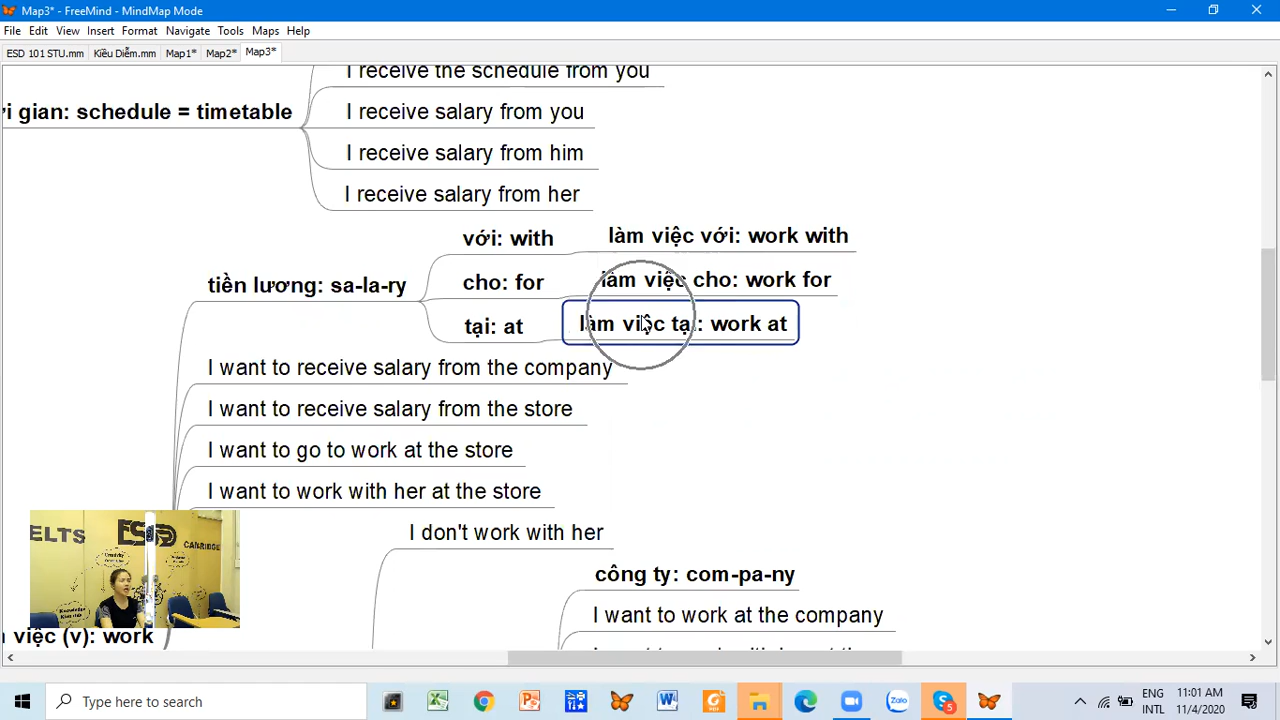 Map3* - FreeMind - MindMap Mode
File Edit View Insert Format Navigate Tools Maps Help
ESD 101 STU.mm Kiều Diễm.mm Map1* Map2* Map3*
I receive the schedule from you
gian: schedule = timetable
I receive salary from you
I receive salary from him
I receive salary from her
với: with
làm việc với: work with
tiền lương: sa-la-ry
cho: for
làm việc cho: work for
tại: at
làm việc tại: work at
I want to receive salary from the company
I want to receive salary from the store
I want to go to work at the store
I want to work with her at the store
I don't work with her
công ty: com-pa-ny
I want to work at the company
việc (v): work
ELTS ESD CAMBRIDGE
Type here to search
Zalo
5
ENG
INTL
11:01 AM
11/4/2020